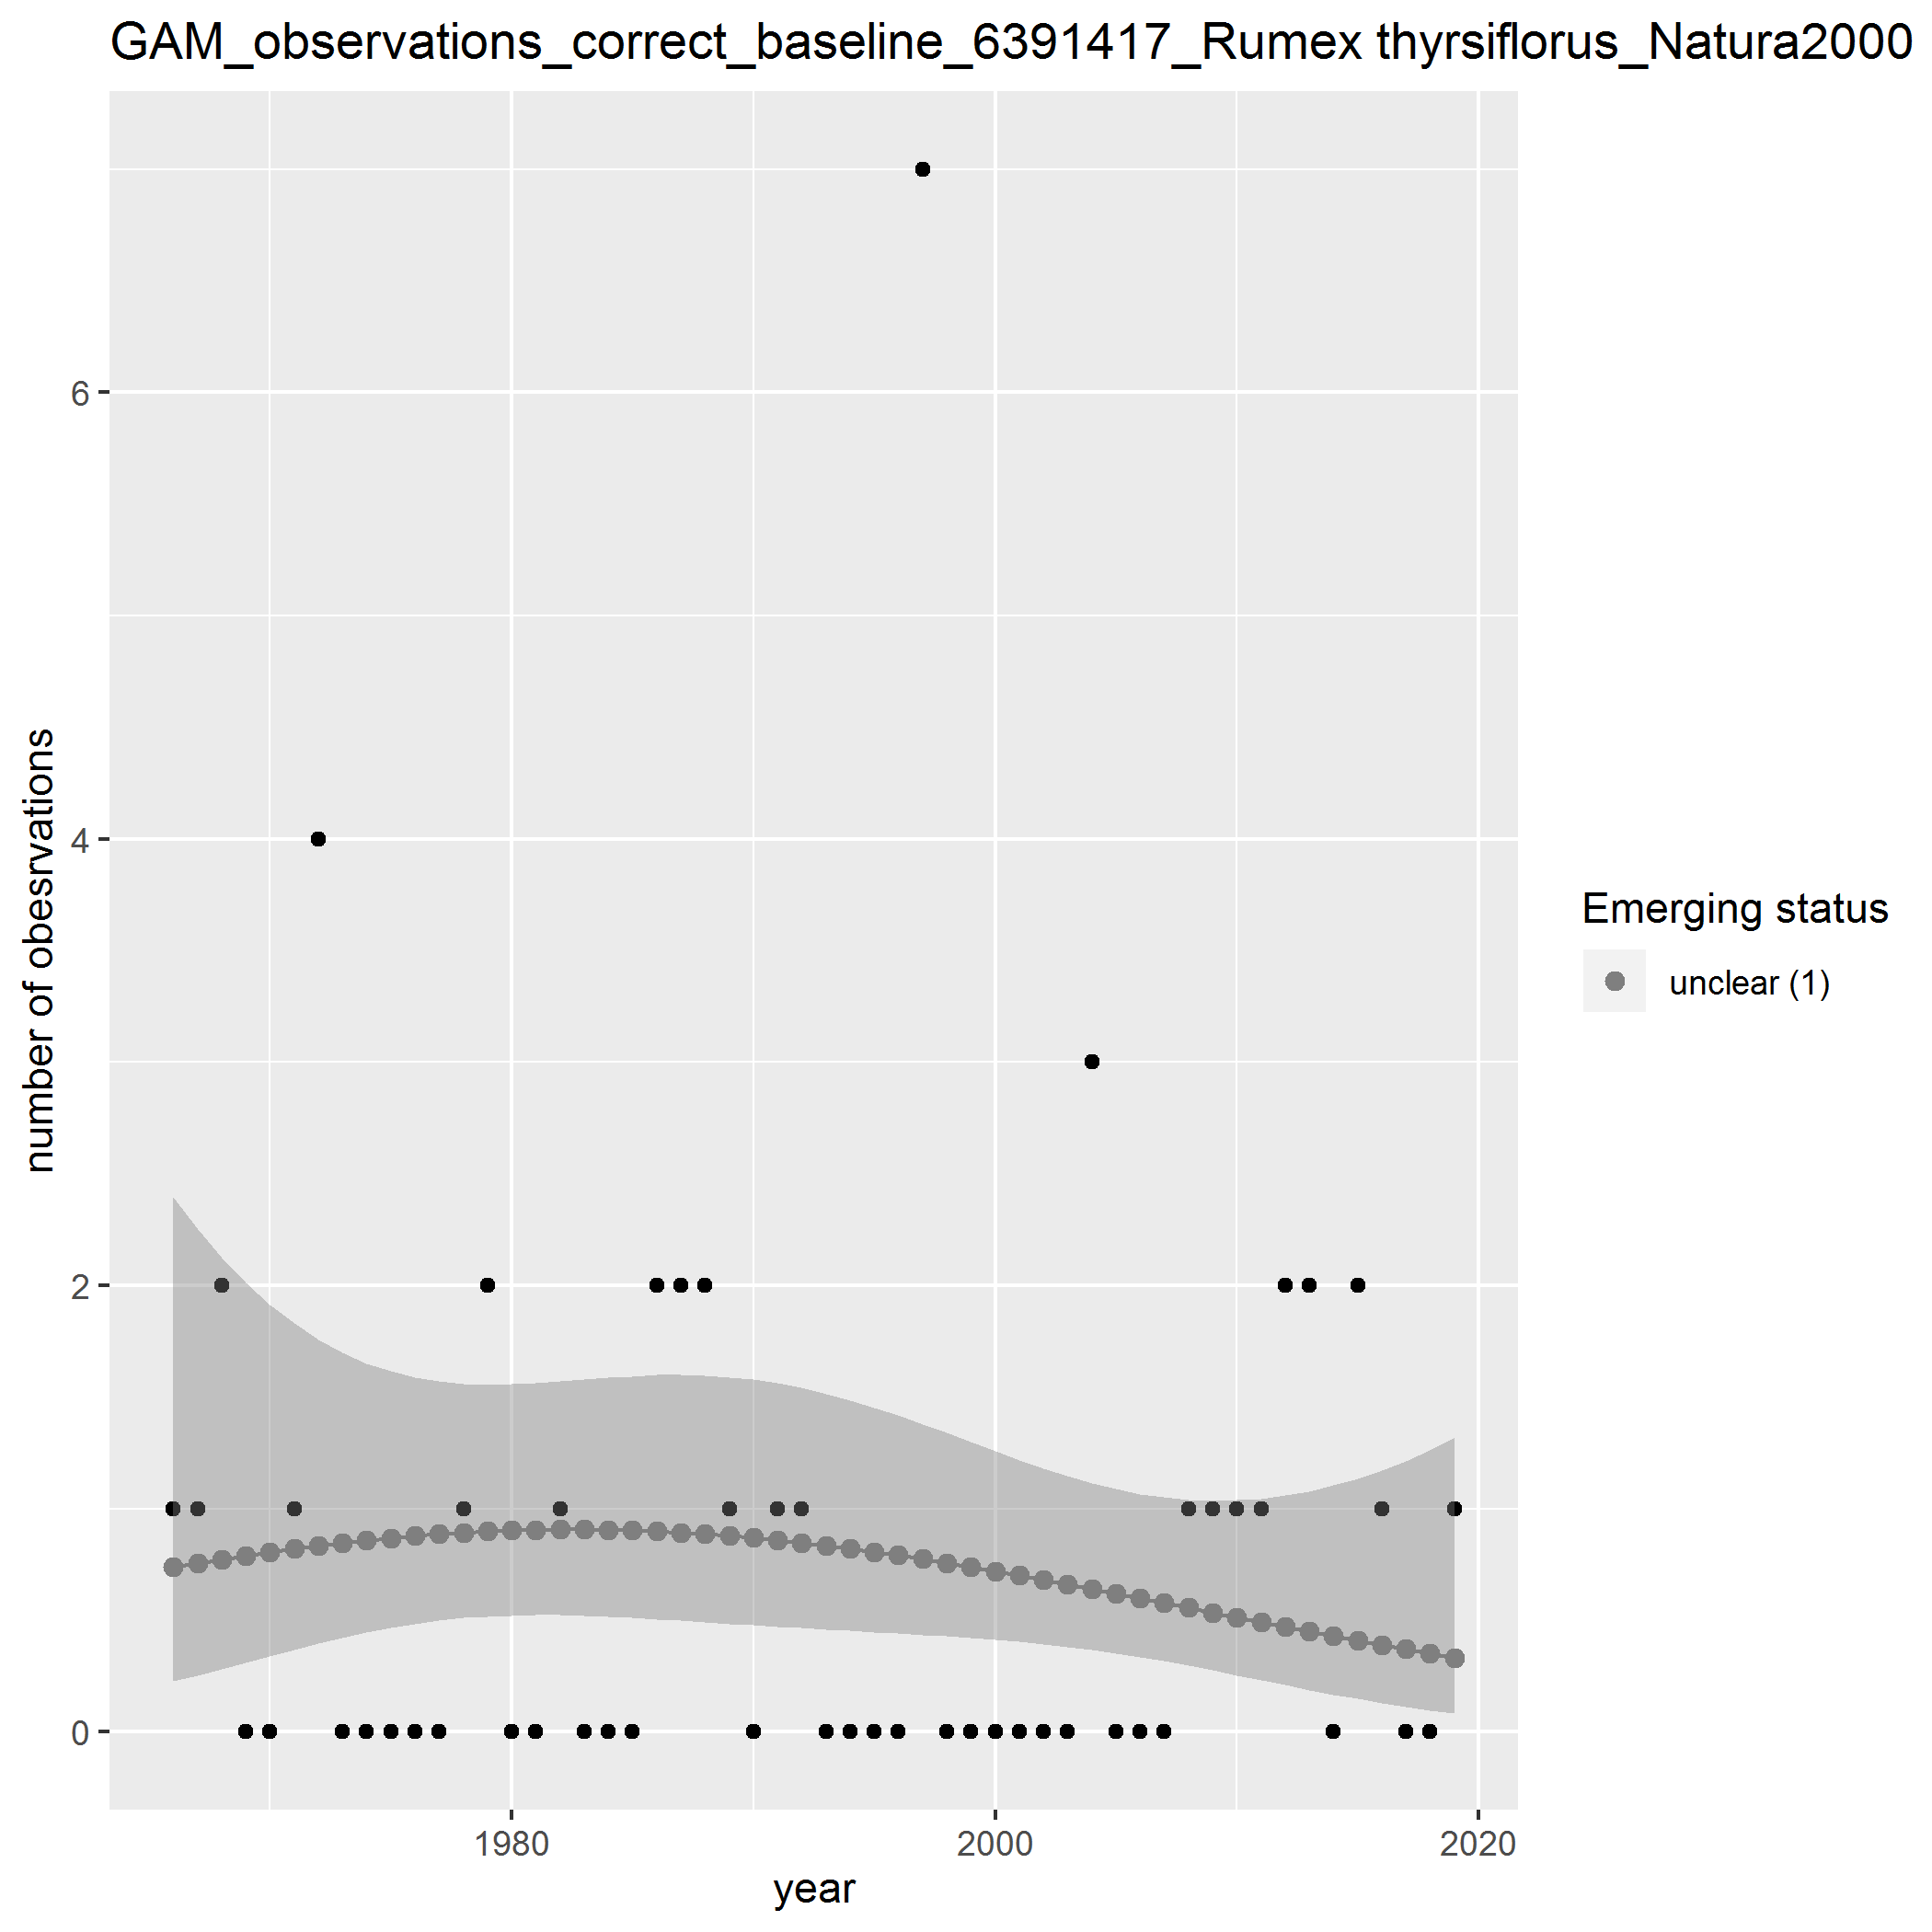 GAM_observations_correct_baseline_6391417_Rumex thyrsiflorus_Natura2000
number of obesrvations
6
4
2
0
1980
2000
2020
year
Emerging status
unclear (1)